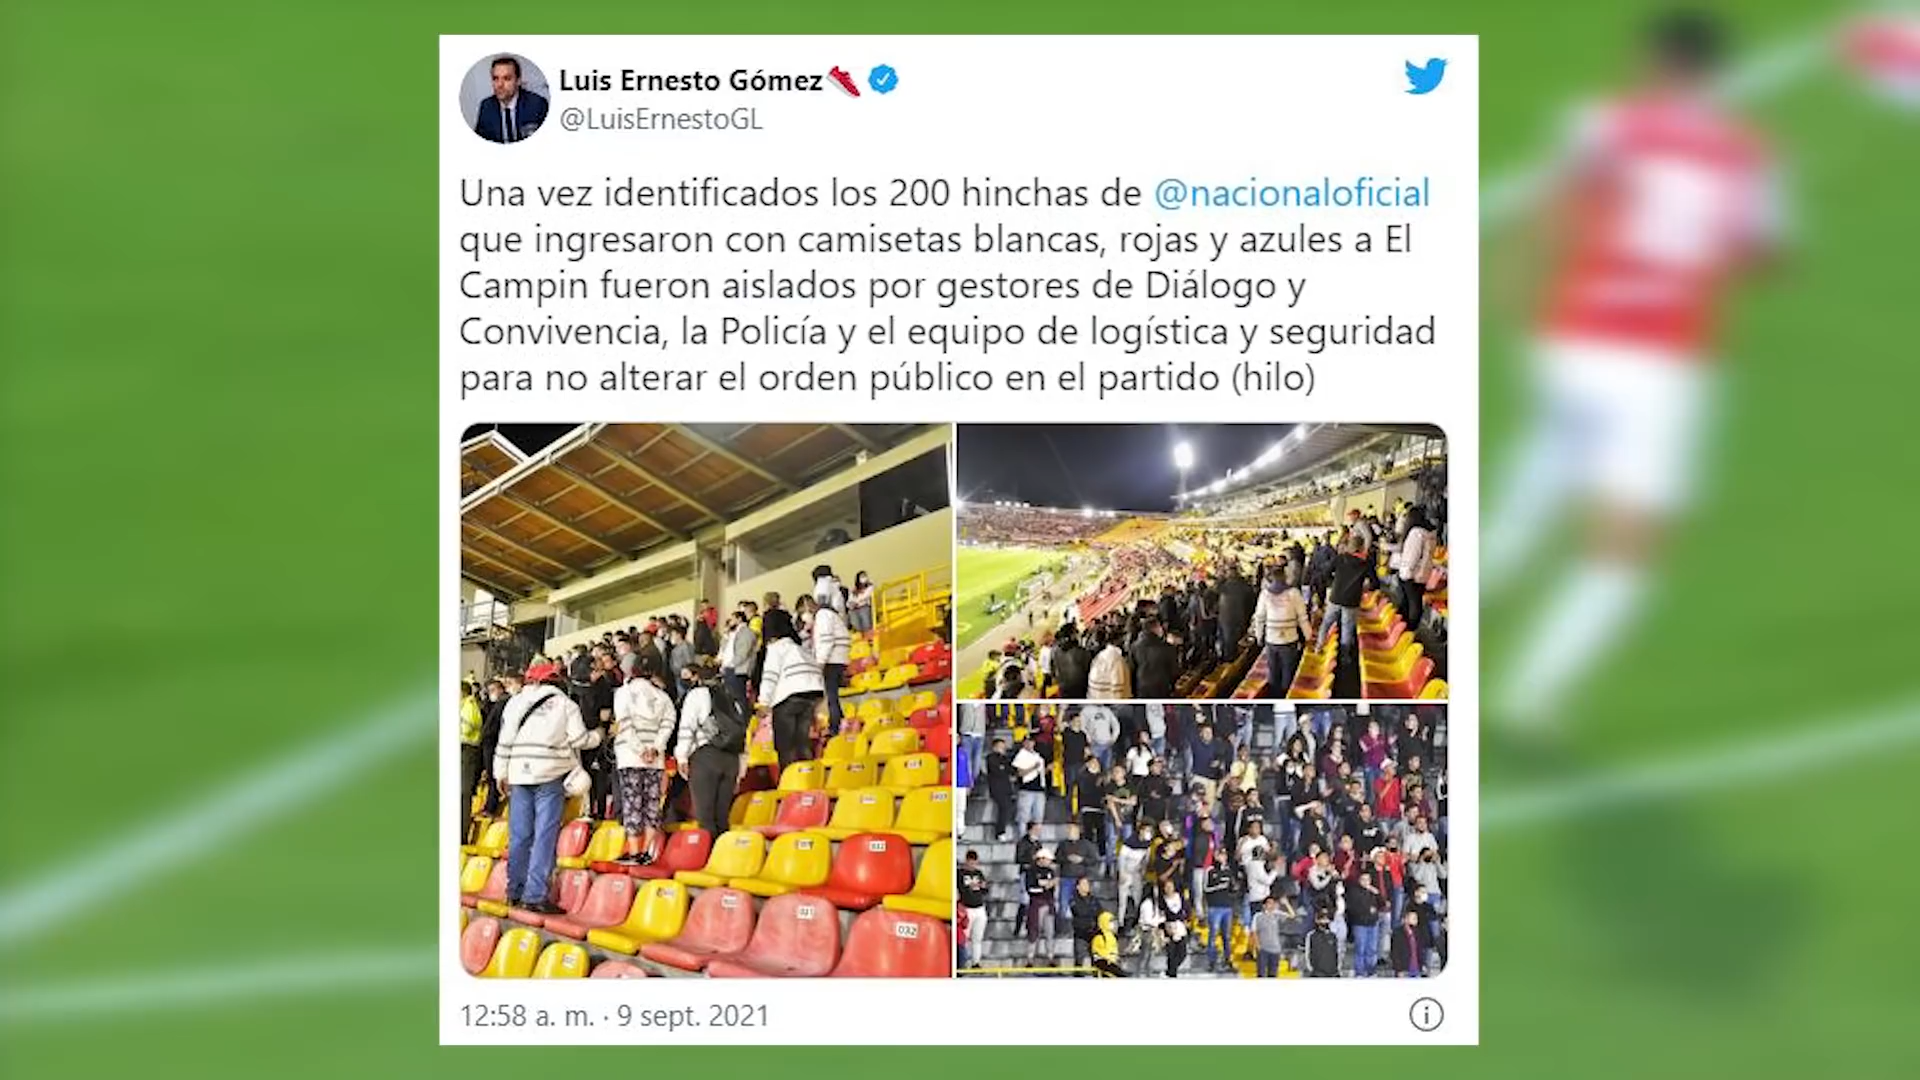 Luis Ernesto Gómez
@LuisErnestoGL
Una vez identificados los 200 hinchas de @nacionaloficial
que ingresaron con camisetas blancas, rojas y azules a El
Campin fueron aislados por gestores de Diálogo y
Convivencia, la Policía y el equipo de logística y seguridad
para no alterar el orden público en el partido (hilo)
032
12:58 a. m. · 9 sept. 2021